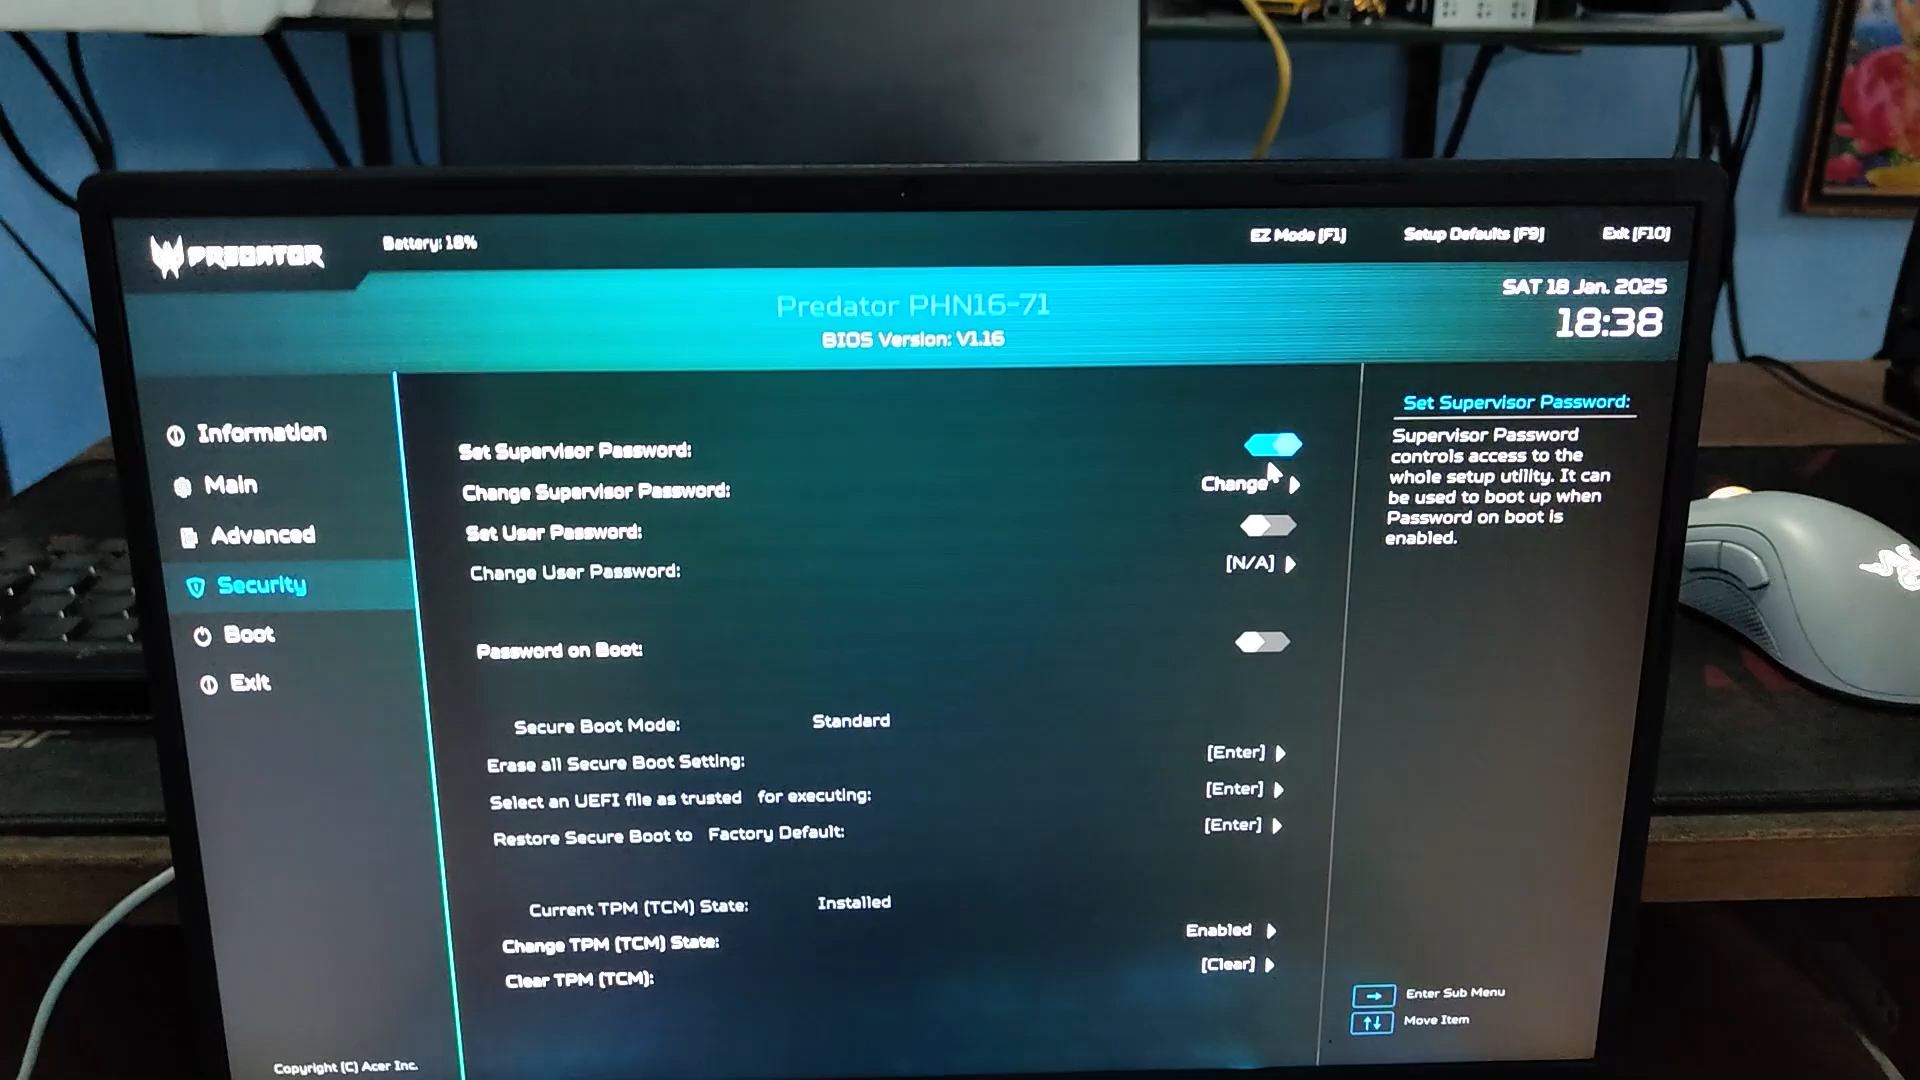 PREDATOR
Battery: 18%
EZ Mode [F1]
Setup Defaults [F9]
Exit [F10]
Predator PHN16-71
BIOS Version: V1.16
SAT 18 Jan. 2025
18:38
Information
Main
Advanced
Security
Boot
Exit
Set Supervisor Password:
Change Supervisor Password: Change
Set User Password:
Change User Password: [N/A]
Password on Boot:
Secure Boot Mode: Standard
Erase all Secure Boot Setting: [Enter]
Select an UEFI file as trusted for executing: [Enter]
Restore Secure Boot to Factory Default: [Enter]
Current TPM (TCM) State: Installed
Change TPM (TCM) State: Enabled
Clear TPM (TCM): [Clear]
Set Supervisor Password:
Supervisor Password
controls access to the
whole setup utility. It can
be used to boot up when
Password on boot is
enabled.
Enter Sub Menu
Move Item
Copyright (C) Acer Inc.